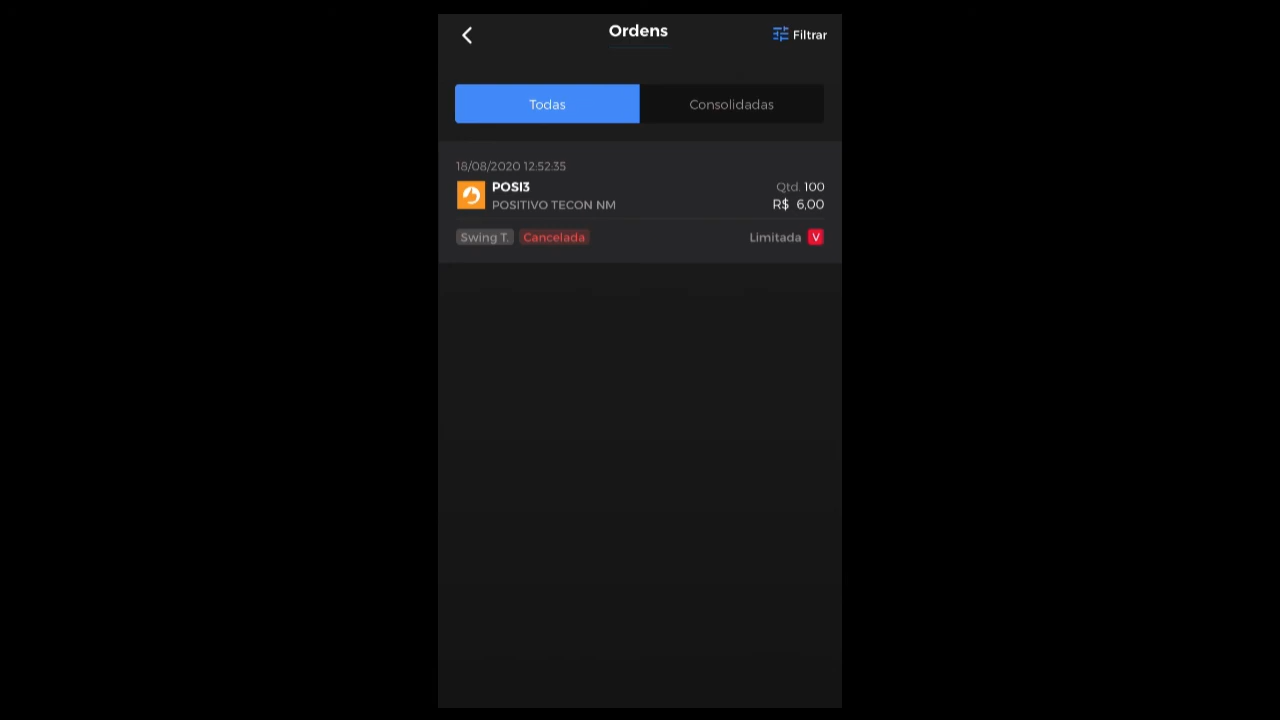 Ordens
Filtrar
Todas
Consolidadas
18/08/2020 12:52:35
POSI3
Qtd. 100
POSITIVO TECON NM
R$ 6,00
Swing T.
Cancelada
Limitada
V